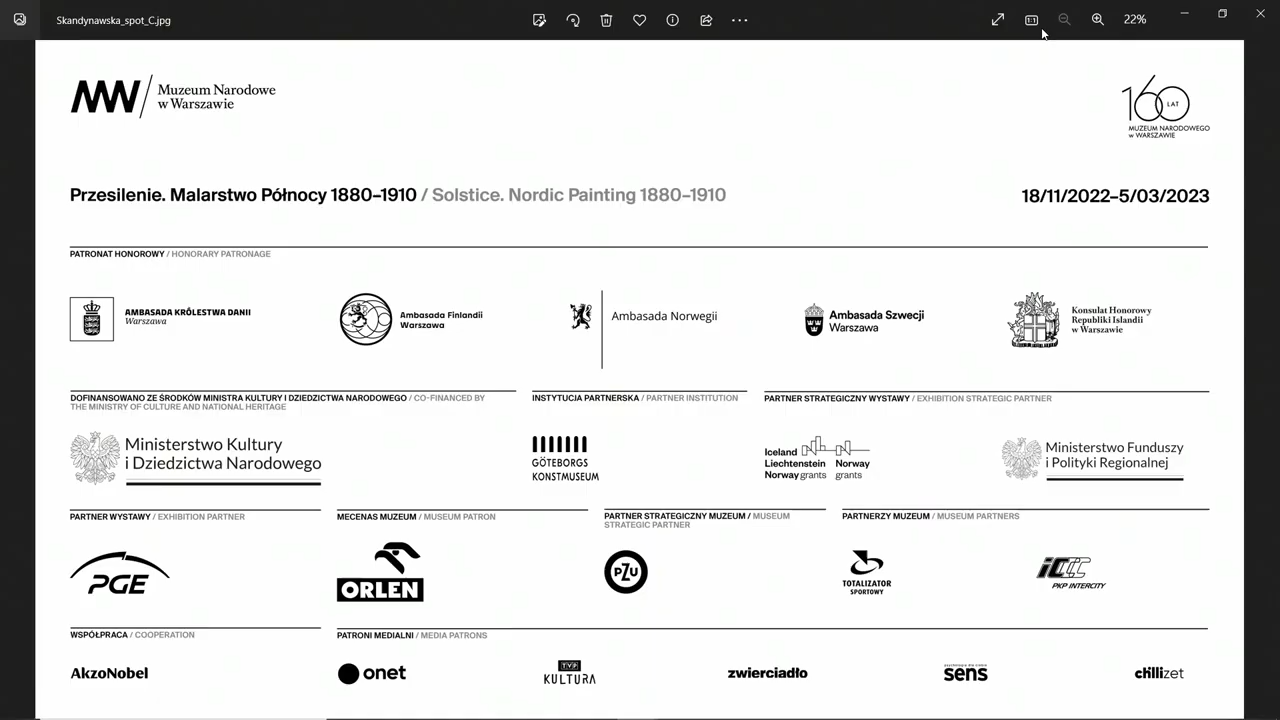 Skandynawska_spot_C.jpg
22%
MW
Muzeum Narodowe
w Warszawie
160
LAT
MUZEUM NARODOWEGO
w WARSZAWIE
Przesilenie. Malarstwo Północy 1880–1910 / Solstice. Nordic Painting 1880–1910
18/11/2022–5/03/2023
PATRONAT HONOROWY / HONORARY PATRONAGE
AMBASADA KRÓLESTWA DANII
Warszawa
Ambasada Finlandii
Warszawa
Ambasada Norwegii
Ambasada Szwecji
Warszawa
Konsulat Honorowy
Republiki Islandii
w Warszawie
DOFINANSOWANO ZE ŚRODKÓW MINISTRA KULTURY I DZIEDZICTWA NARODOWEGO / CO-FINANCED BY
THE MINISTRY OF CULTURE AND NATIONAL HERITAGE
INSTYTUCJA PARTNERSKA / PARTNER INSTITUTION
PARTNER STRATEGICZNY WYSTAWY / EXHIBITION STRATEGIC PARTNER
Ministerstwo Kultury
i Dziedzictwa Narodowego
GÖTEBORGS
KONSTMUSEUM
Iceland
Liechtenstein
Norway grants
Norway
grants
Ministerstwo Funduszy
i Polityki Regionalnej
PARTNER WYSTAWY / EXHIBITION PARTNER
MECENAS MUZEUM / MUSEUM PATRON
PARTNER STRATEGICZNY MUZEUM / MUSEUM
STRATEGIC PARTNER
PARTNERZY MUZEUM / MUSEUM PARTNERS
PGE
ORLEN
PZU
TOTALIZATOR
SPORTOWY
ICCC
PKP INTERCITY
WSPÓŁPRACA / COOPERATION
PATRONI MEDIALNI / MEDIA PATRONS
AkzoNobel
onet
TVP
KULTURA
zwierciadło
psychologia dla ciebie
sens
chillizet